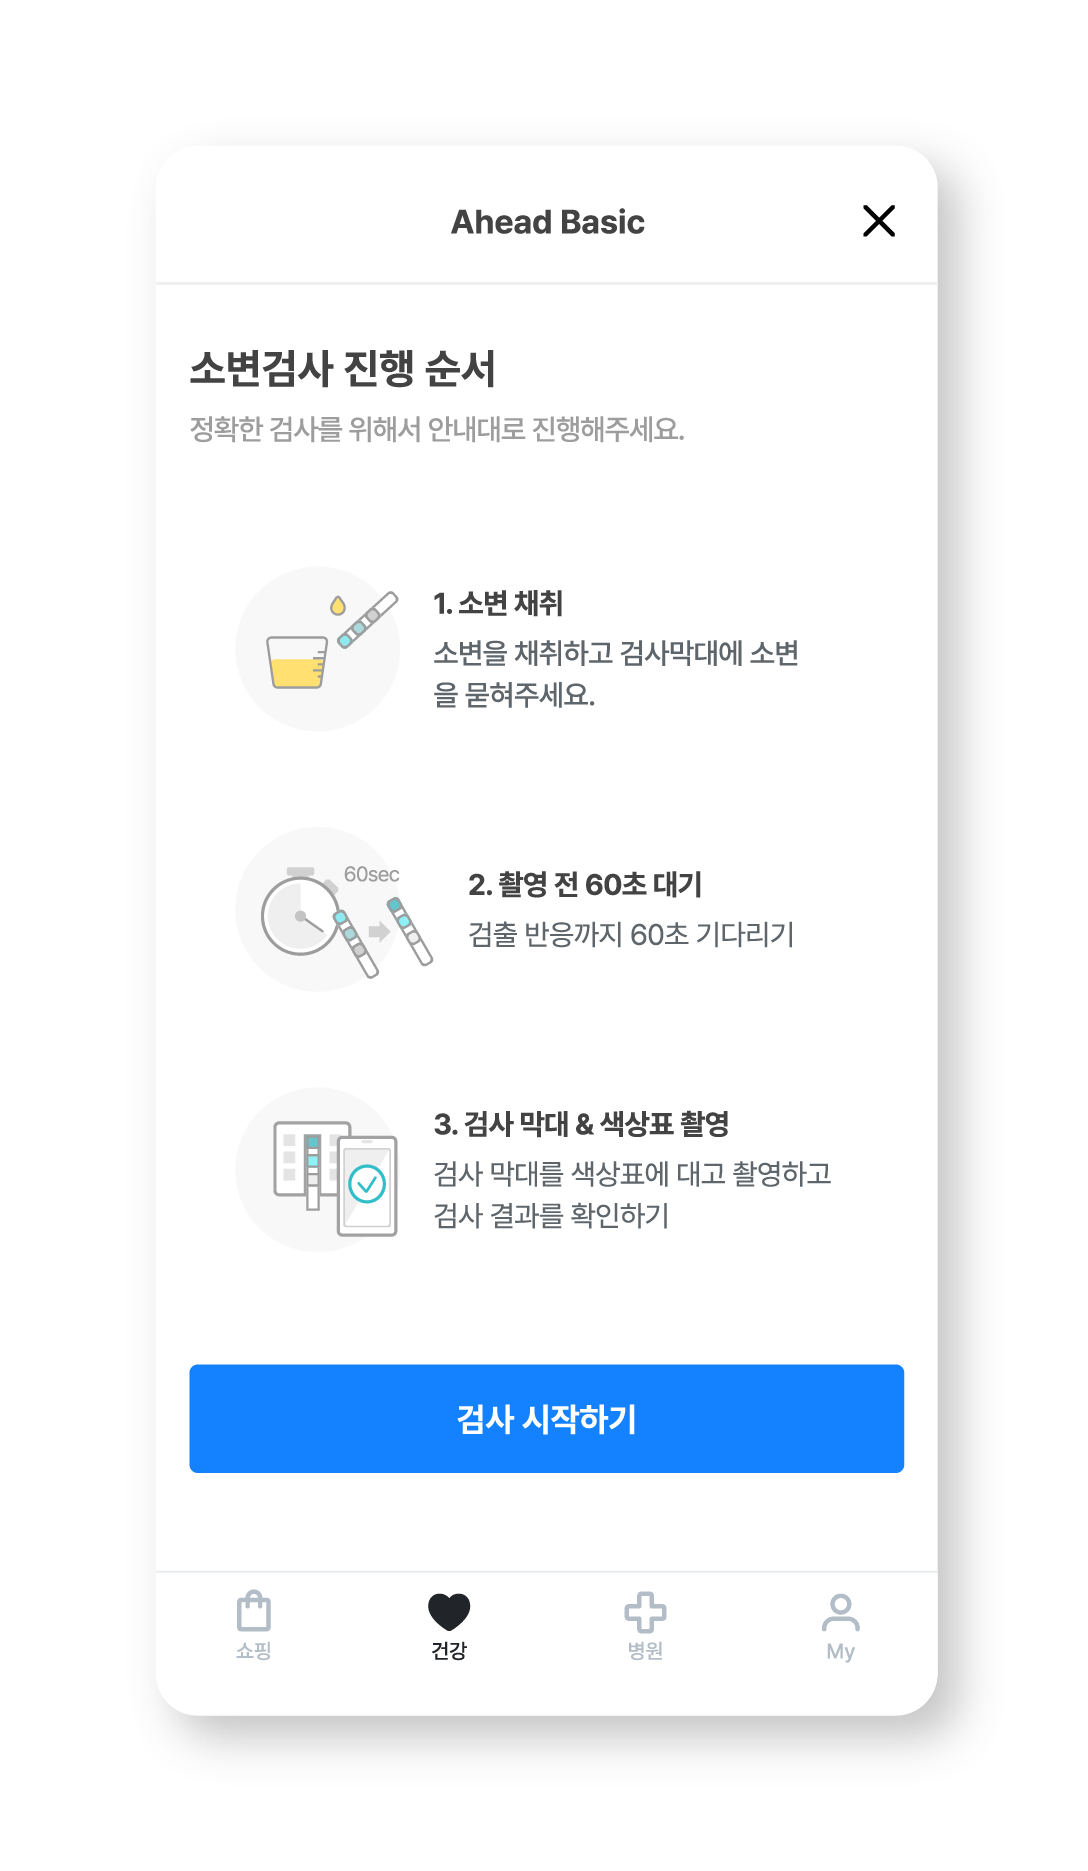 Ahead Basic
소변검사 진행 순서
정확한 검사를 위해서 안내대로 진행해주세요.
1. 소변 채취
소변을 채취하고 검사막대에 소변
을 묻혀주세요.
60sec
2. 촬영 전 60초 대기
검출 반응까지 60초 기다리기
3. 검사 막대 & 색상표 촬영
검사 막대를 색상표에 대고 촬영하고
검사 결과를 확인하기
검사 시작하기
쇼핑
건강
병원
My